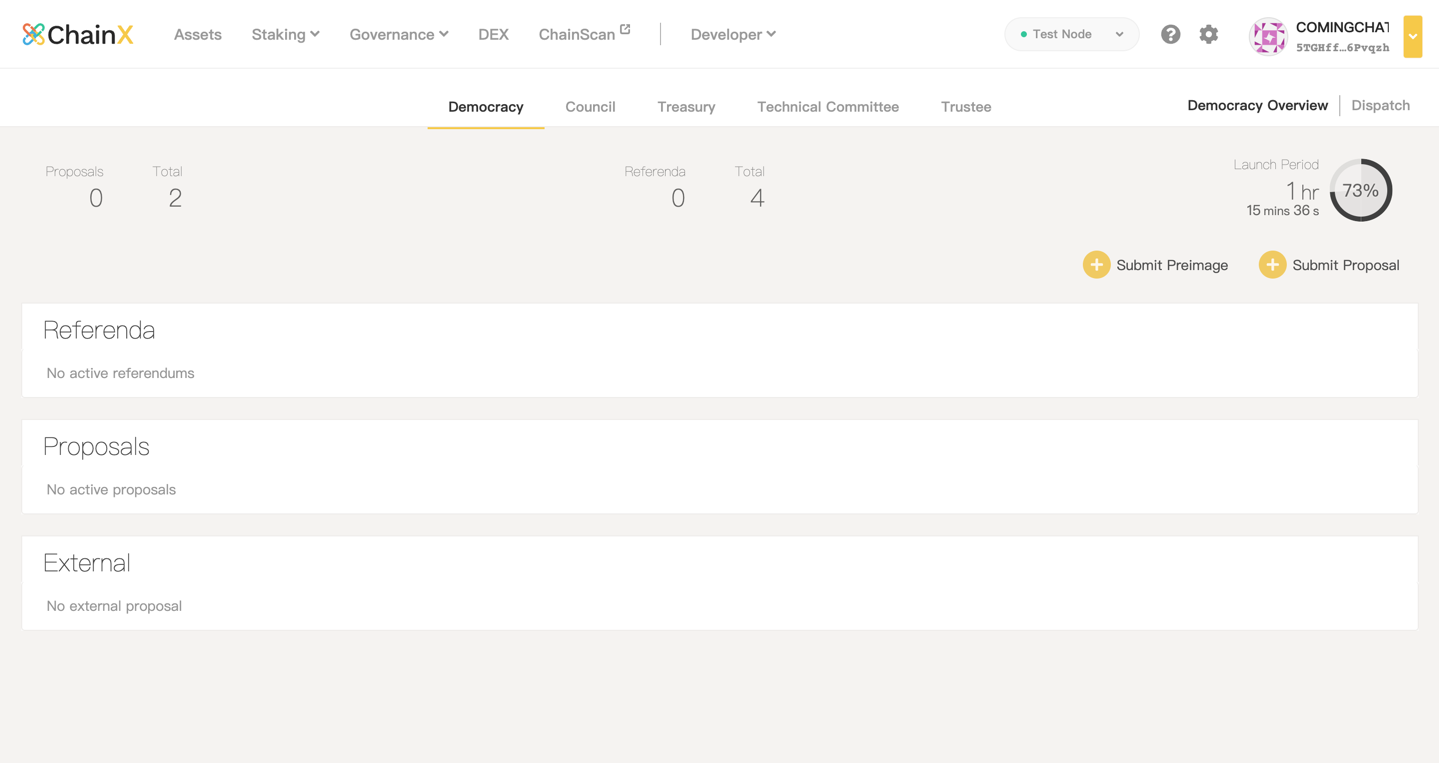 ChainX Assets Staking Governance DEX ChainScan Developer Test Node COMINGCHAT
5TGHff…6Pvqzh
Democracy Council Treasury Technical Committee Trustee Democracy Overview Dispatch
Proposals Total Referenda Total Launch Period
0 2 0 4 1 hr 73%
15 mins 36 s
Submit Preimage Submit Proposal
Referenda
No active referendums
Proposals
No active proposals
External
No external proposal